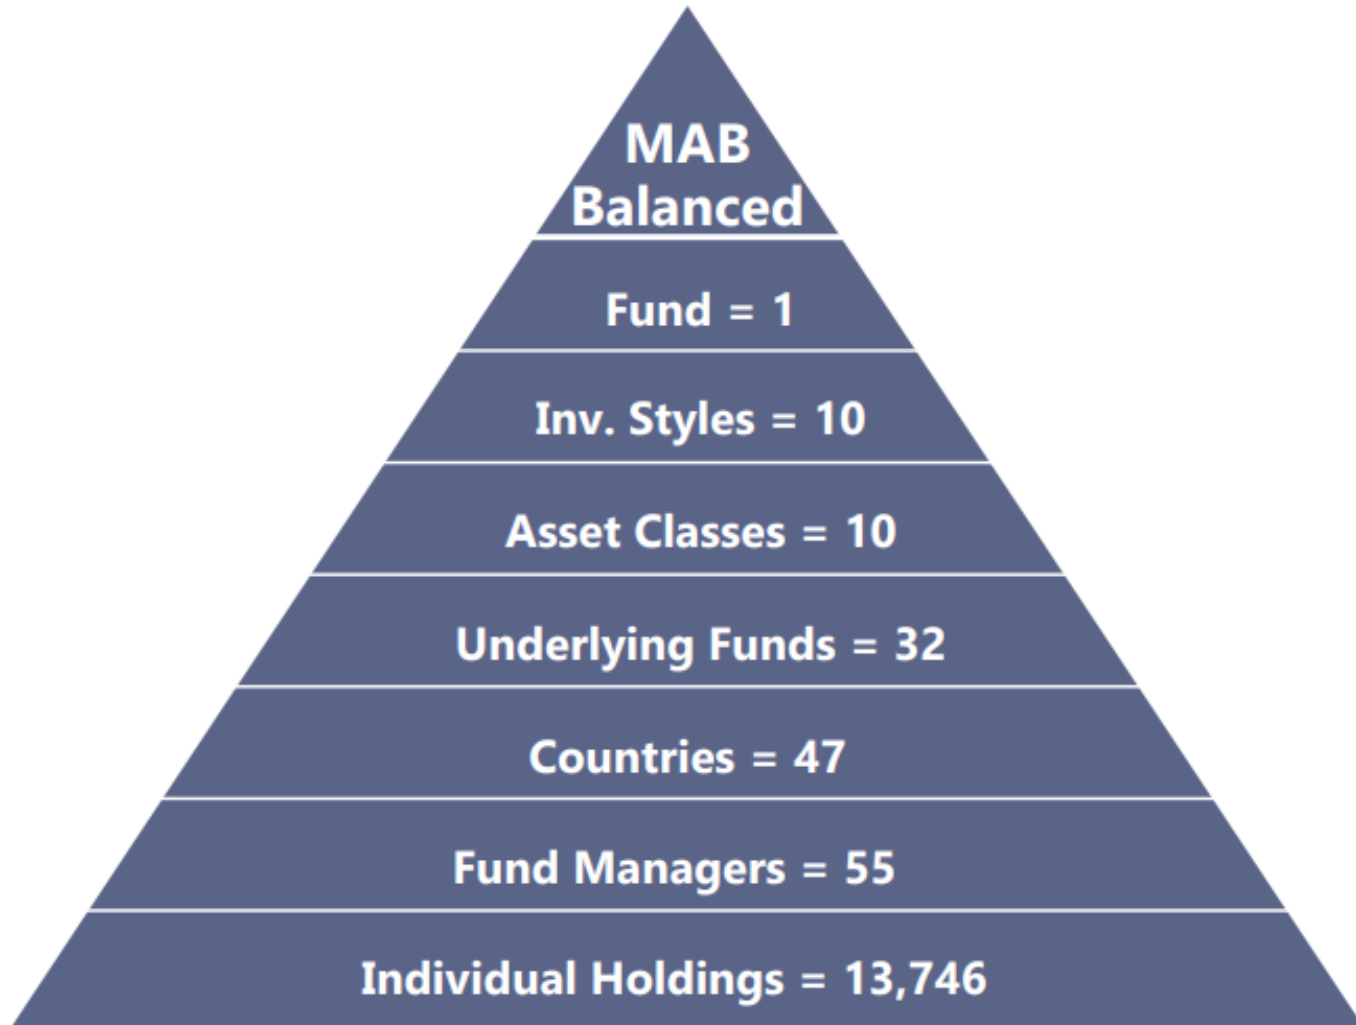 MAB
Balanced
Fund = 1
Inv. Styles = 10
Asset Classes = 10
Underlying Funds = 32
Countries = 47
Fund Managers = 55
Individual Holdings = 13,746